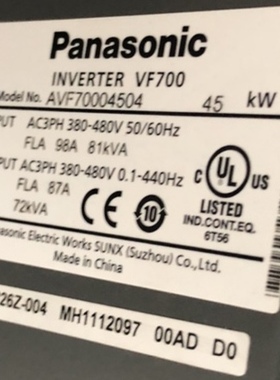 Panasonic
INVERTER VF700
Model No. AVF70004504 45 kW
PUT AC3PH 380-480V 50/60Hz
FLA 98A 81kVA
PUT AC3PH 380-480V 0.1-440Hz
FLA 87A
72kVA
CE 10 C UL US
LISTED
IND.CONT.EQ.
6T56
asonic Electric Works SUNX (Suzhou) Co., Ltd.
Made in China
26Z-004 MH1112097 00AD D0